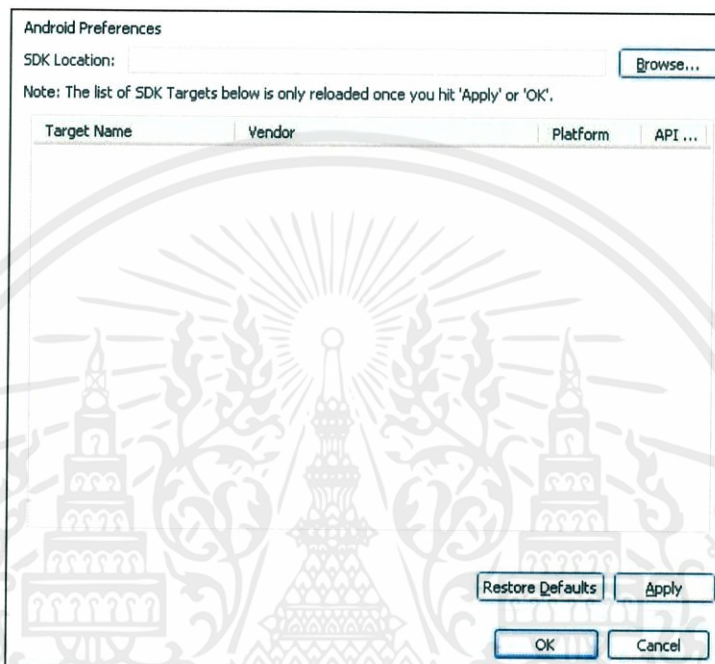 Android Preferences
SDK Location: Browse...
Note: The list of SDK Targets below is only reloaded once you hit 'Apply' or 'OK'.
Target Name Vendor Platform API ...
Restore Defaults Apply
OK Cancel